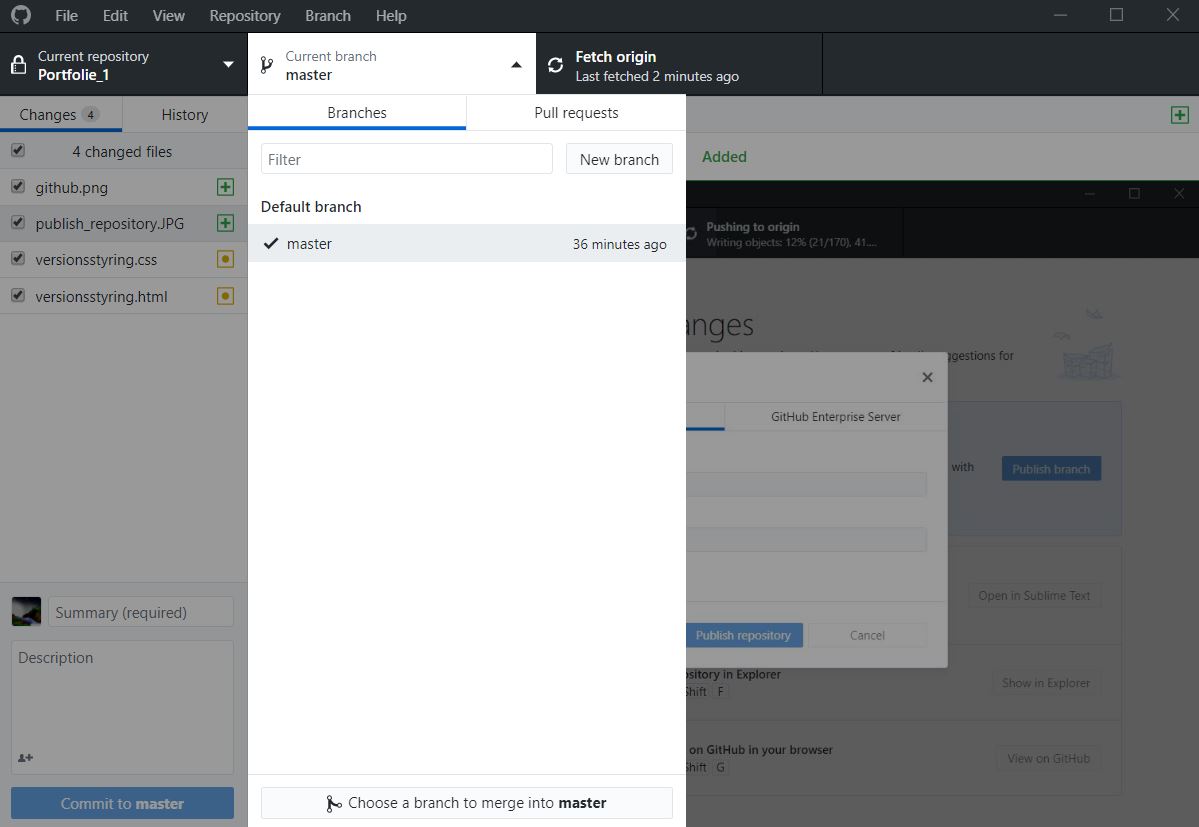 File Edit View Repository Branch Help
Current repository
Portfolie_1
Current branch
master
Fetch origin
Last fetched 2 minutes ago
Changes 4
History
4 changed files
github.png
publish_repository.JPG
versionsstyring.css
versionsstyring.html
Summary (required)
Description
Commit to master
Branches
Pull requests
Filter
New branch
Default branch
master
36 minutes ago
Choose a branch to merge into master
Added
Pushing to origin
Writing objects: 12% (21/170), 41....
anges
ggestions for
GitHub Enterprise Server
with
Publish branch
Open in Sublime Text
Publish repository
Cancel
ository in Explorer
Shift F
Show in Explorer
on GitHub in your browser
Shift G
View on GitHub